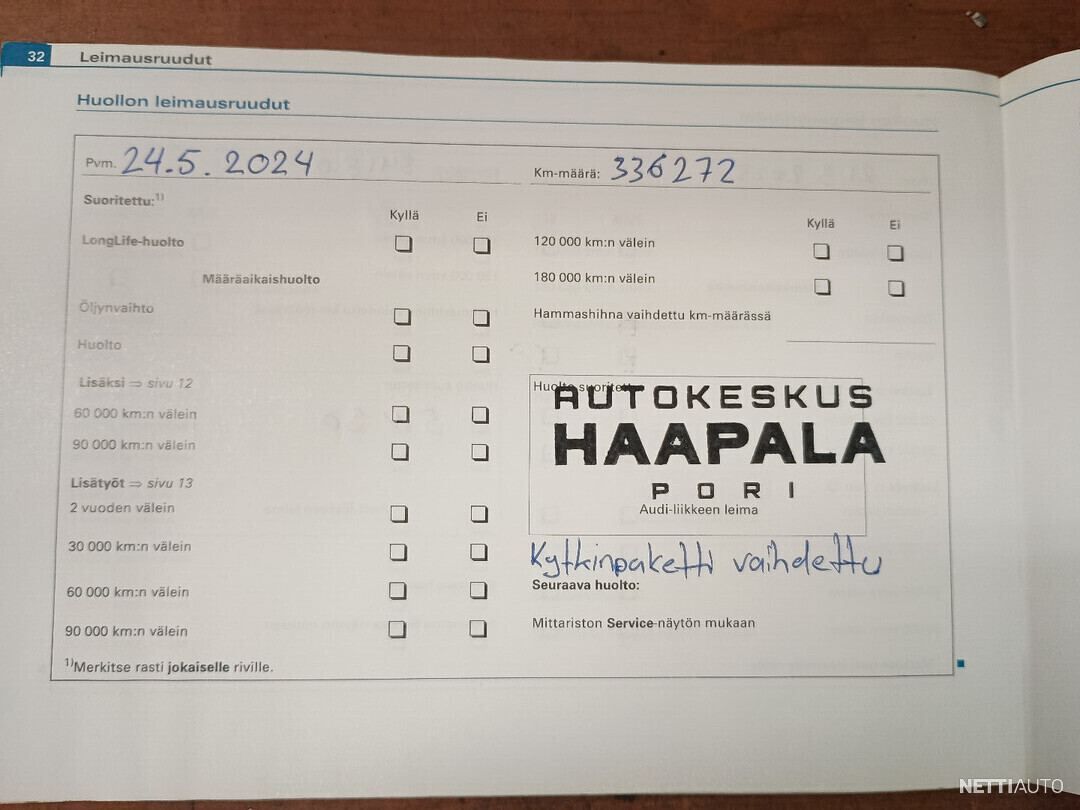 32 Leimausruudut
Huollon leimausruudut
Pvm. 24.5.2024
Km-määrä: 336272
Suoritettu:1)
Kyllä Ei
LongLife-huolto
Määräaikaishuolto
Öljynvaihto
Huolto
Lisäksi ⇒ sivu 12
60 000 km:n välein
90 000 km:n välein
Lisätyöt ⇒ sivu 13
2 vuoden välein
30 000 km:n välein
60 000 km:n välein
90 000 km:n välein
1)Merkitse rasti jokaiselle riville.
Kyllä Ei
120 000 km:n välein
180 000 km:n välein
Hammashihna vaihdettu km-määrässä
Huolto suoritettu
AUTOKESKUS
HAAPALA
PORI
Audi-liikkeen leima
Kytkinpaketti vaihdettu
Seuraava huolto:
Mittariston Service-näytön mukaan
NETTIAUTO